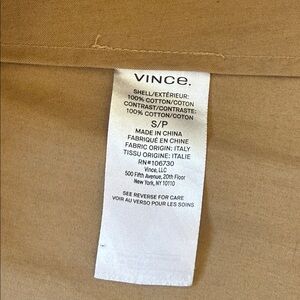 VINCE.
SHELL/EXTÉRIEUR:
100% COTTON/COTON
CONTRAST/CONTRASTE:
100% COTTON/COTON
S/P
MADE IN CHINA
FABRIQUÉ EN CHINE
FABRIC ORIGIN: ITALY
TISSU ORIGINE: ITALIE
RN#106730
Vince, LLC
500 Fifth Avenue, 20th Floor
New York, NY 10110
SEE REVERSE FOR CARE
VOIR AU VERSO POUR LES SOINS